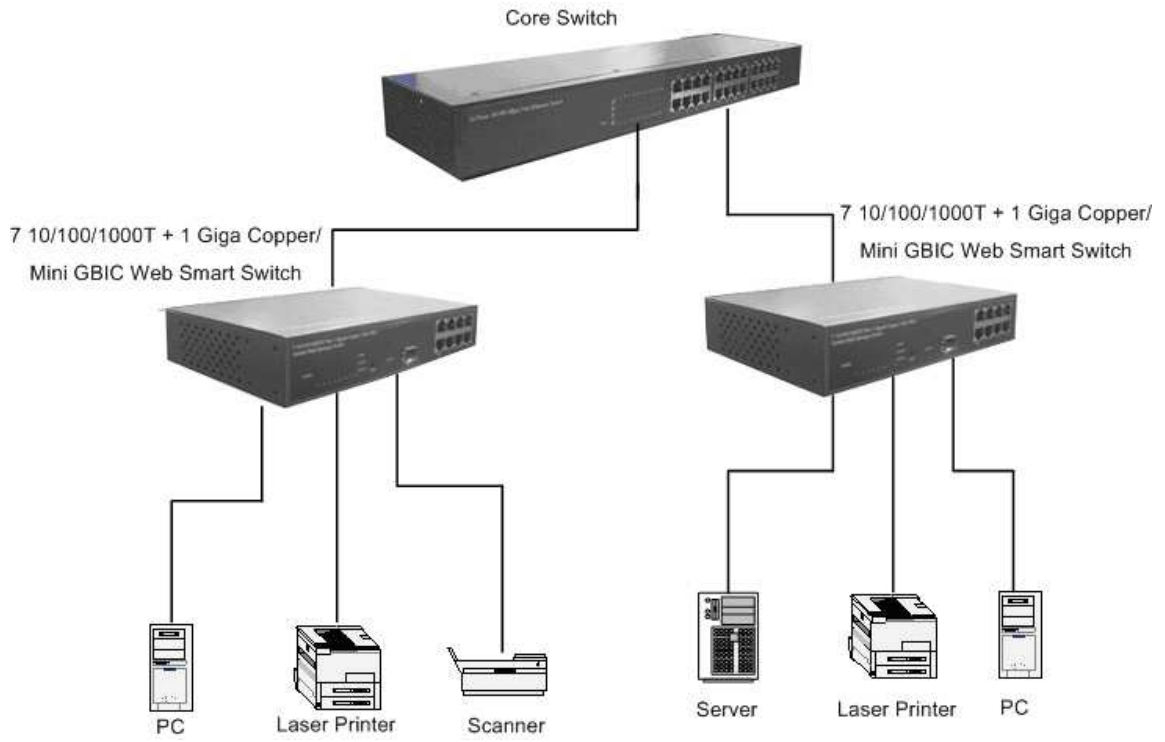 Core Switch
7 10/100/1000T + 1 Giga Copper/
Mini GBIC Web Smart Switch
7 10/100/1000T + 1 Giga Copper/
Mini GBIC Web Smart Switch
PC
Laser Printer
Scanner
Server
Laser Printer
PC